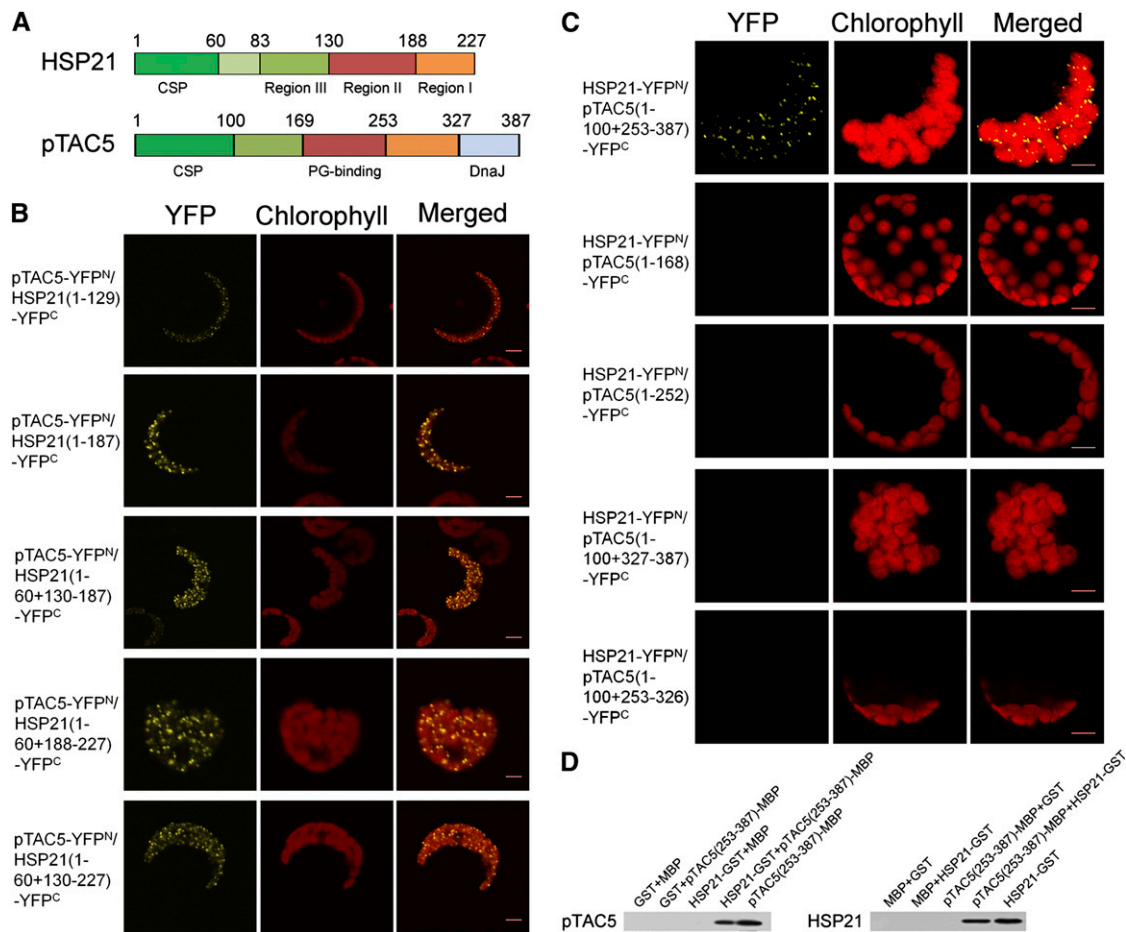 A
1 60 83 130 188 227
HSP21
CSP Region III Region II Region I
1 100 169 253 327 387
pTAC5
CSP PG-binding DnaJ
B
YFP Chlorophyll Merged
pTAC5-YFPᴺ/
HSP21(1-129)
-YFPᶜ
pTAC5-YFPᴺ/
HSP21(1-187)
-YFPᶜ
pTAC5-YFPᴺ/
HSP21(1-
60+130-187)
-YFPᶜ
pTAC5-YFPᴺ/
HSP21(1-
60+188-227)
-YFPᶜ
pTAC5-YFPᴺ/
HSP21(1-
60+130-227)
-YFPᶜ
C
YFP Chlorophyll Merged
HSP21-YFPᴺ/
pTAC5(1-
100+253-387)
-YFPᶜ
HSP21-YFPᴺ/
pTAC5(1-168)
-YFPᶜ
HSP21-YFPᴺ/
pTAC5(1-252)
-YFPᶜ
HSP21-YFPᴺ/
pTAC5(1-
100+327-387)
-YFPᶜ
HSP21-YFPᴺ/
pTAC5(1-
100+253-326)
-YFPᶜ
D
GST+MBP
GST+pTAC5(253-387)-MBP
HSP21-GST+MBP
HSP21-GST+pTAC5(253-387)-MBP
pTAC5(253-387)-MBP
pTAC5
MBP+GST
MBP+HSP21-GST
pTAC5(253-387)-MBP+GST
pTAC5(253-387)-MBP+HSP21-GST
HSP21-GST
HSP21